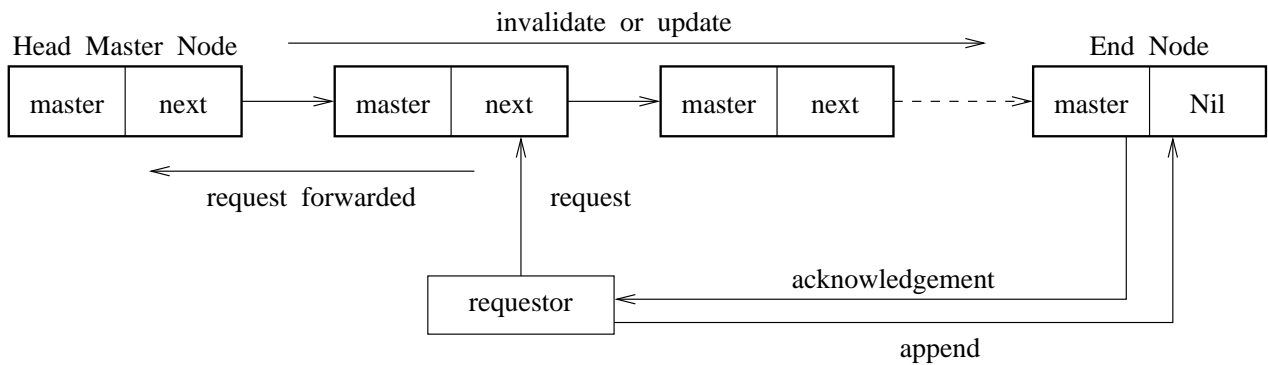 invalidate or update
Head Master Node
End Node
master next master next master next master Nil
request forwarded
request
acknowledgement
requestor
append